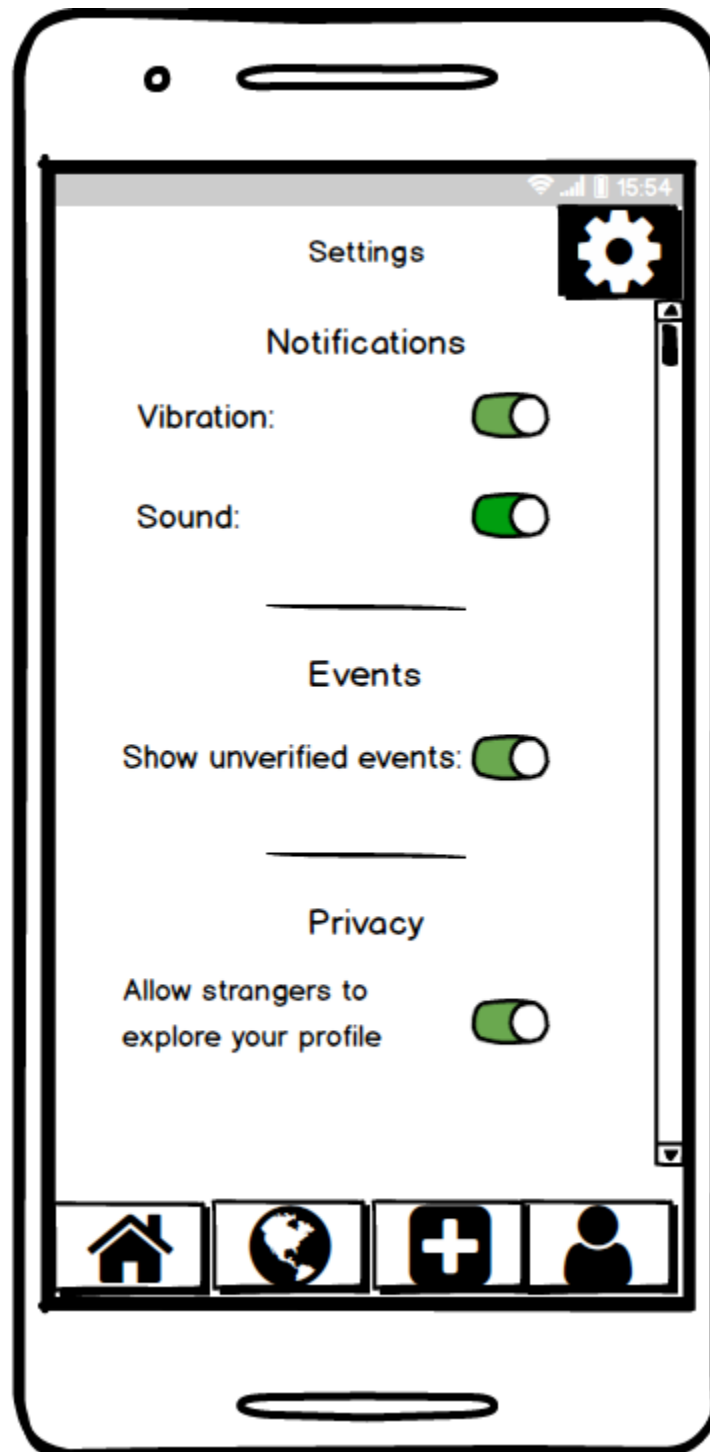 15:54
Settings
Notifications
Vibration:
Sound:
Events
Show unverified events:
Privacy
Allow strangers to
explore your profile